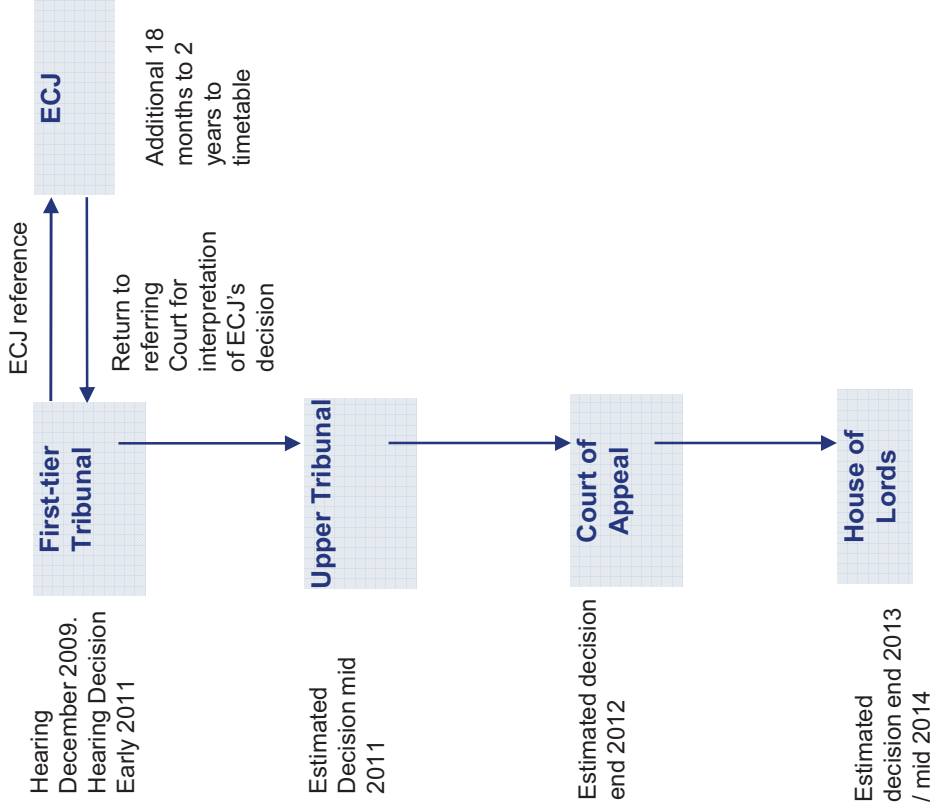 Hearing
December 2009.
Hearing Decision
Early 2011
First-tier
Tribunal
ECJ reference
Return to
referring
Court for
interpretation
of ECJ’s
decision
ECJ
Additional 18
months to 2
years to
timetable
Estimated
Decision mid
2011
Upper Tribunal
Estimated decision
end 2012
Court of
Appeal
Estimated
decision end 2013
/ mid 2014
House of
Lords